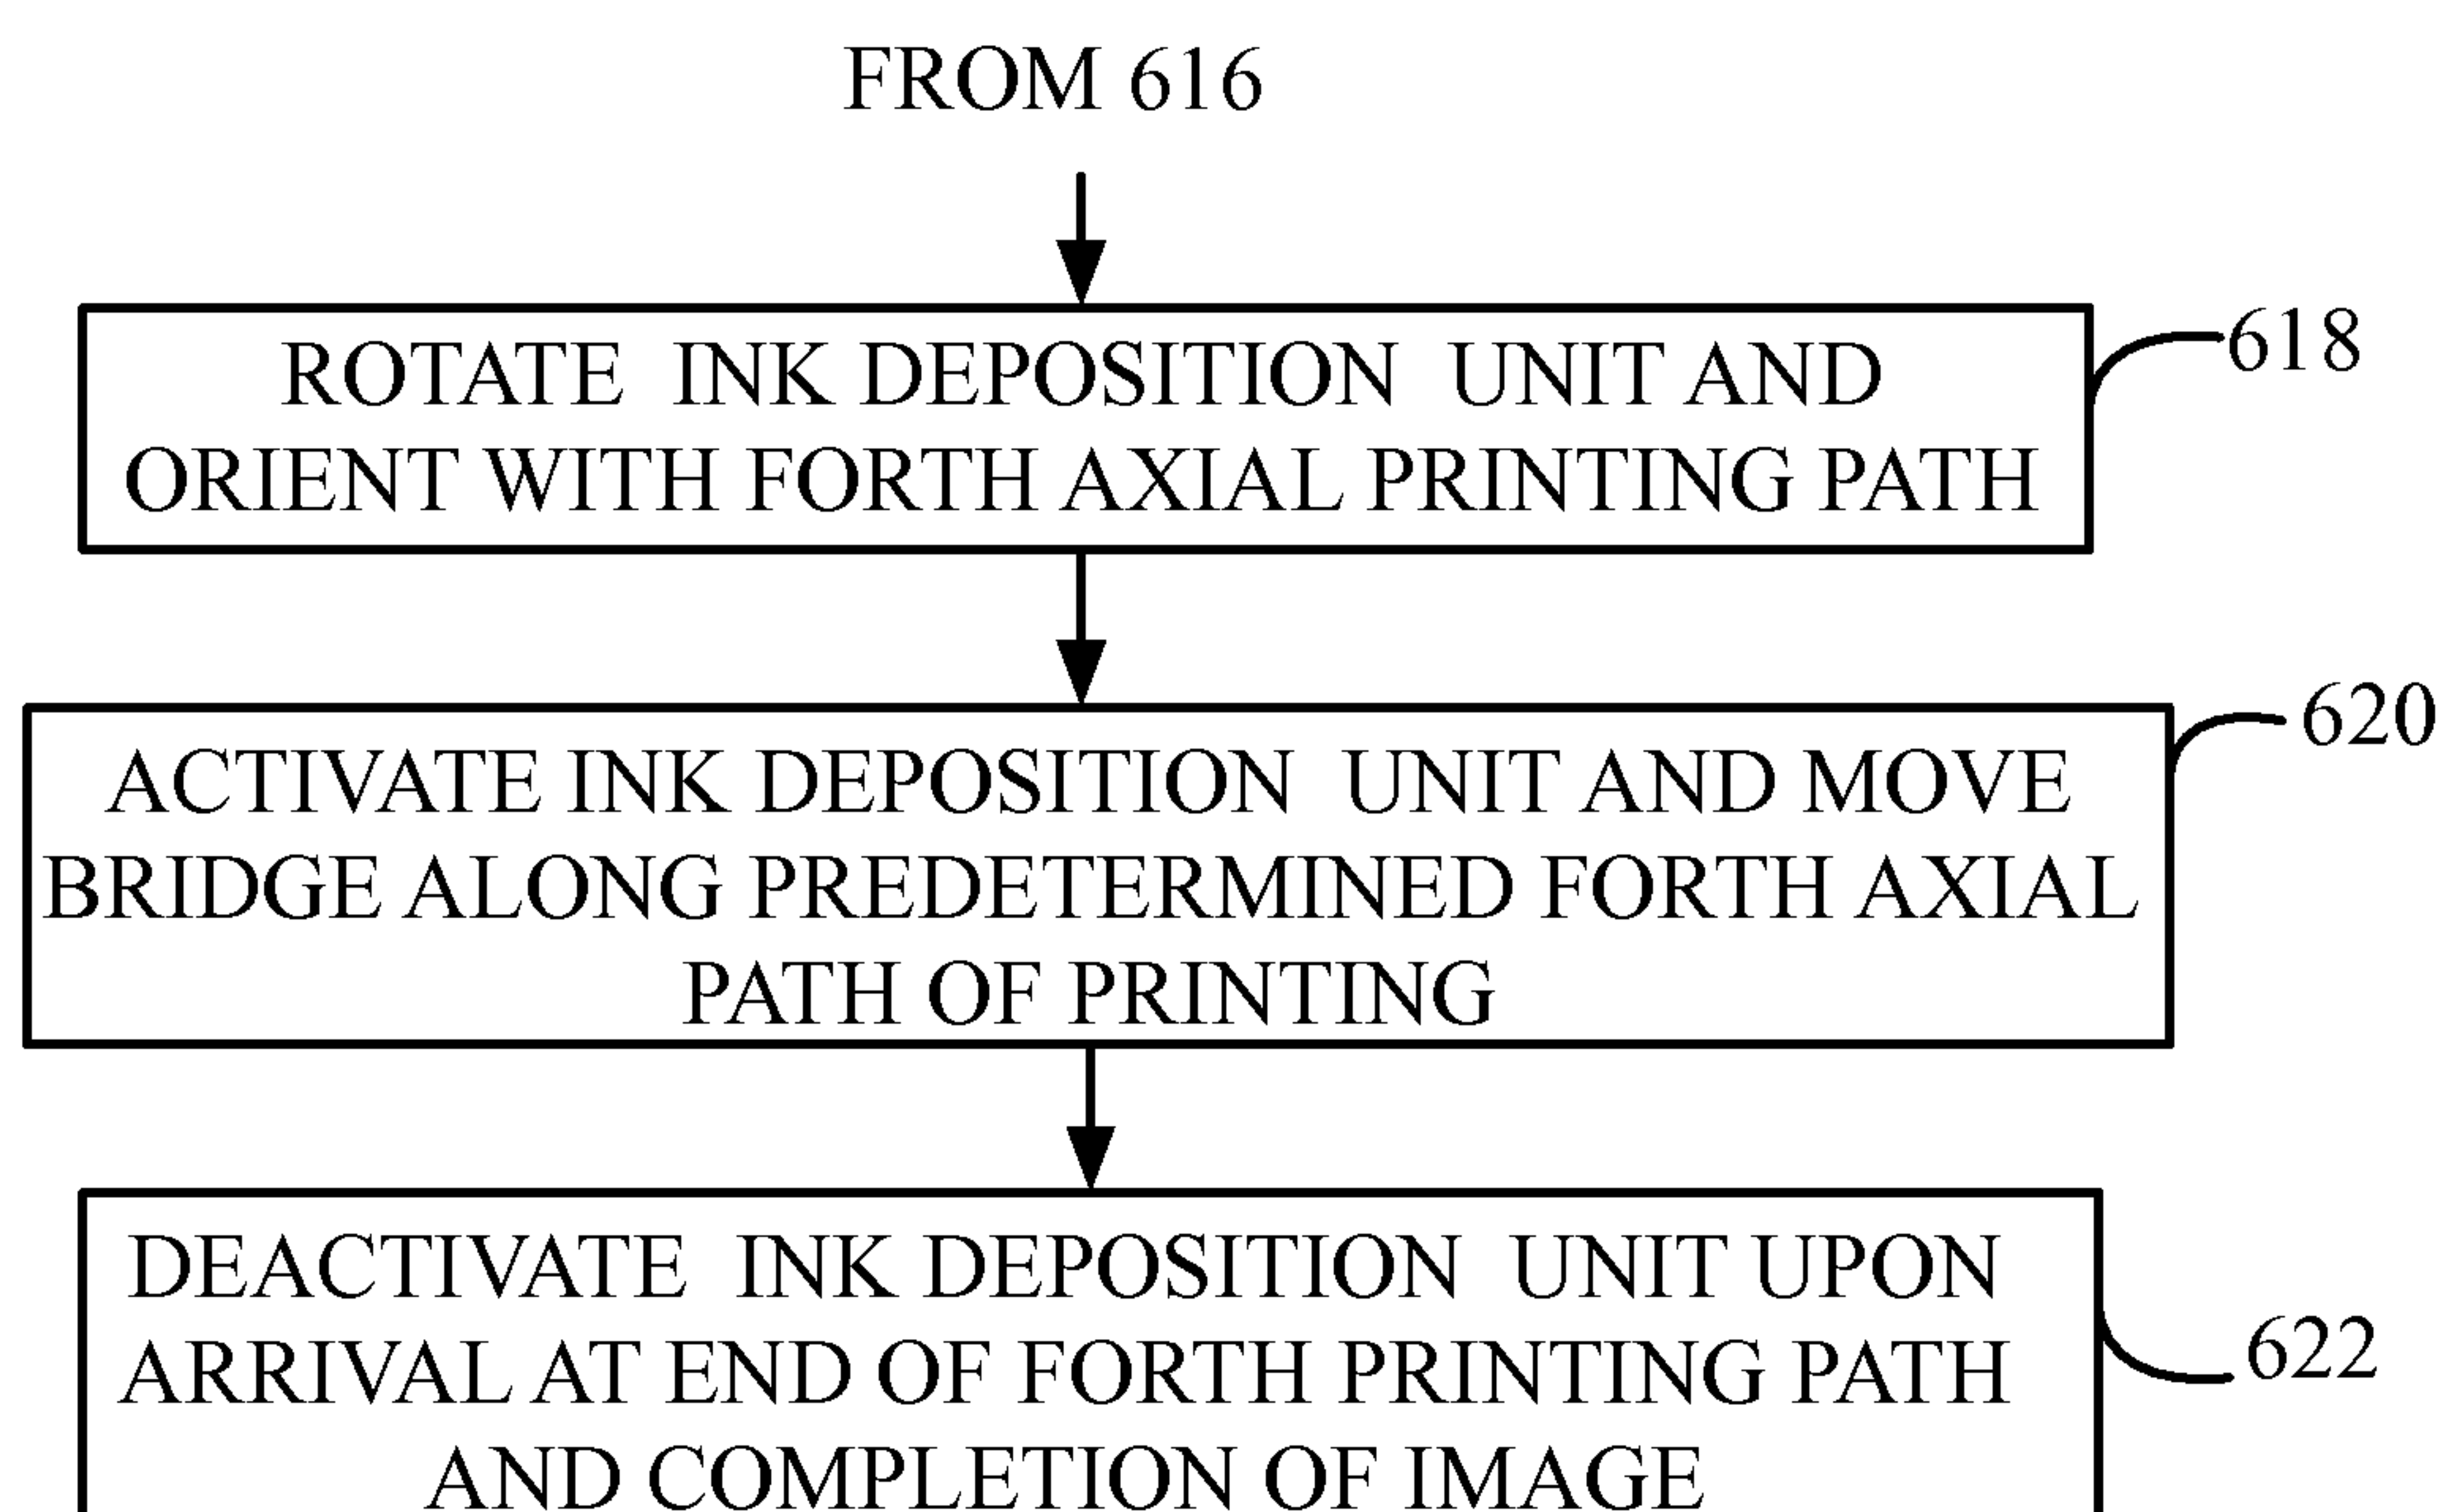 FROM 616
ROTATE INK DEPOSITION UNIT AND
ORIENT WITH FORTH AXIAL PRINTING PATH
618
ACTIVATE INK DEPOSITION UNIT AND MOVE
BRIDGE ALONG PREDETERMINED FORTH AXIAL
PATH OF PRINTING
620
DEACTIVATE INK DEPOSITION UNIT UPON
ARRIVAL AT END OF FORTH PRINTING PATH
AND COMPLETION OF IMAGE
622